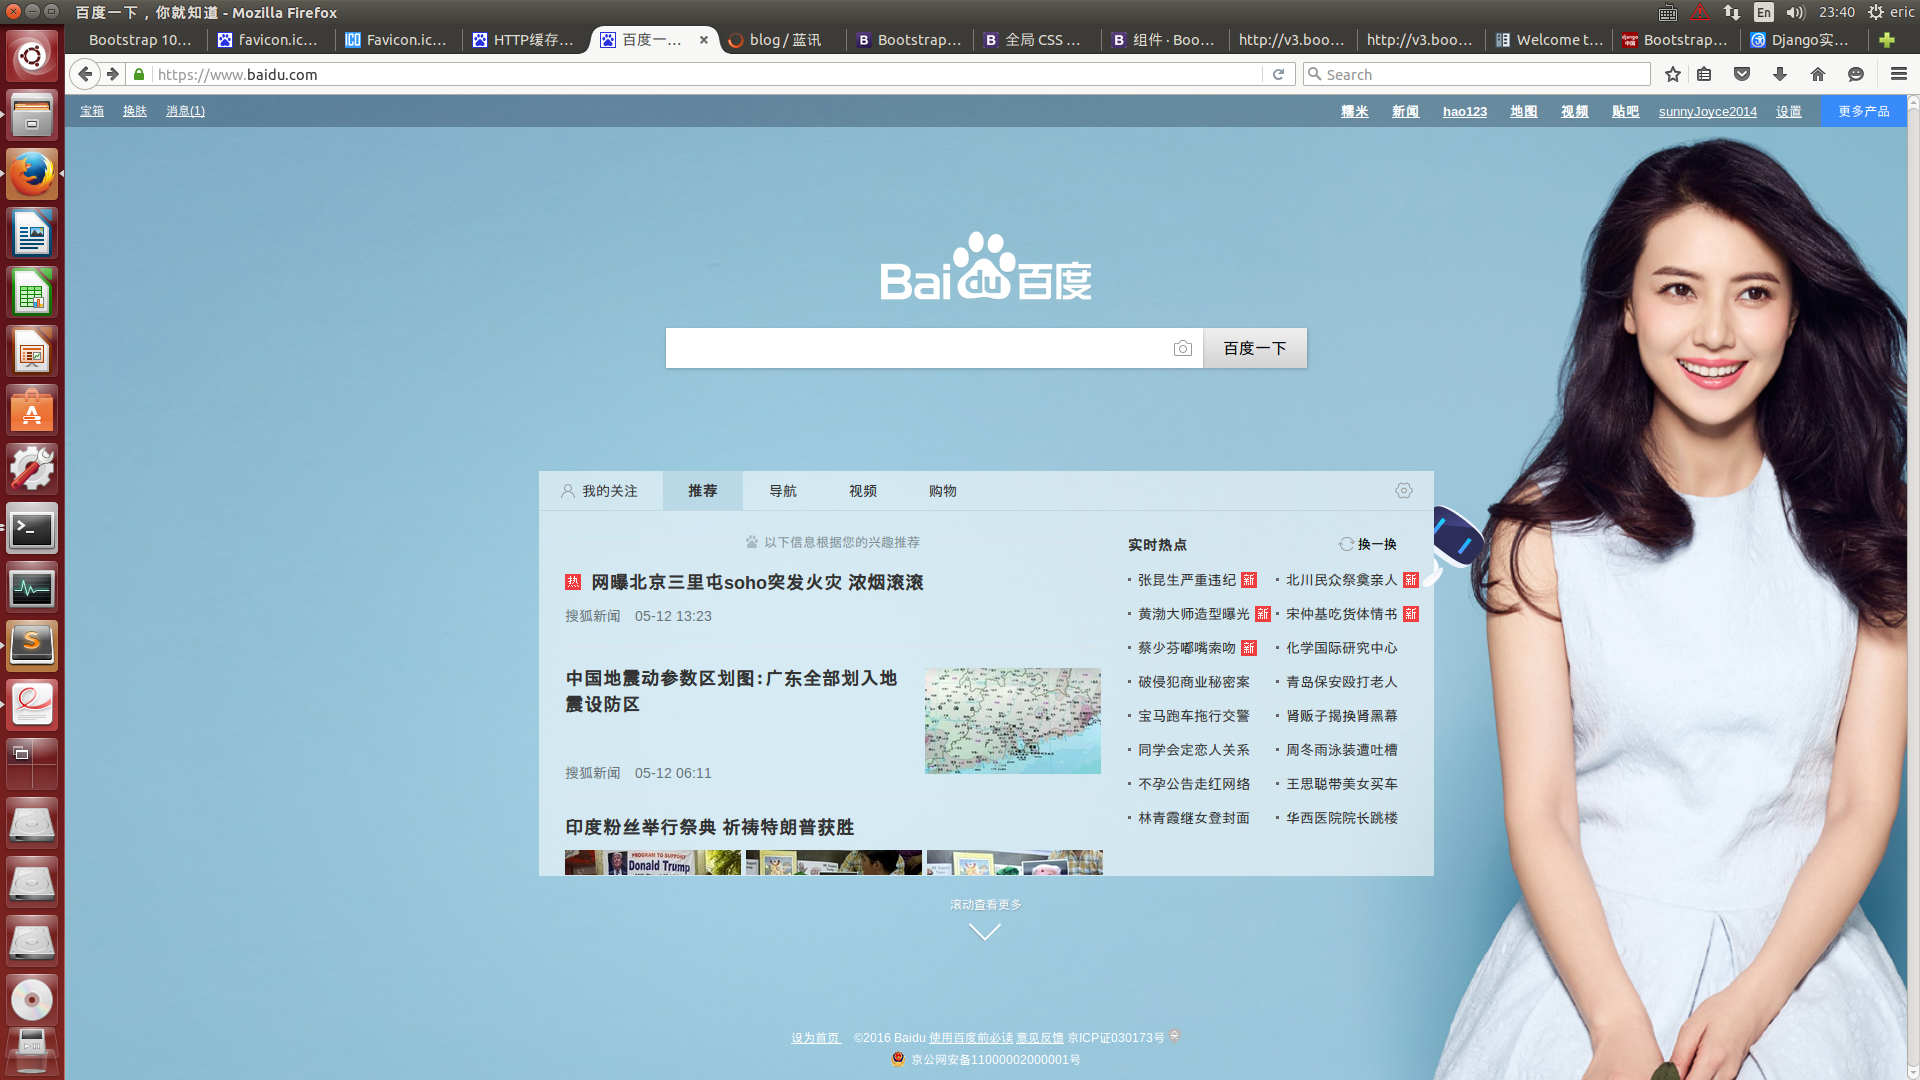 百度一下，你就知道 - Mozilla Firefox
En
23:40
eric
Bootstrap 10...
favicon.ic...
Favicon.ic...
HTTP缓存...
百度一...
blog / 蓝讯
Bootstrap...
全局 CSS ...
组件 · Boo...
http://v3.boo...
http://v3.boo...
Welcome t...
Bootstrap...
Django实...
https://www.baidu.com
Search
宝箱 换肤 消息(1)
糯米 新闻 hao123 地图 视频 贴吧 sunnyJoyce2014 设置 更多产品
Bai du 百度
百度一下
我的关注 推荐 导航 视频 购物
以下信息根据您的兴趣推荐
热 网曝北京三里屯soho突发火灾 浓烟滚滚
搜狐新闻 05-12 13:23
中国地震动参数区划图:广东全部划入地
震设防区
搜狐新闻 05-12 06:11
印度粉丝举行祭典 祈祷特朗普获胜
PROGRAM TO SUPPORT
Donald Trump
实时热点 换一换
张昆生严重违纪 新 北川民众祭奠亲人 新
黄渤大师造型曝光 新 宋仲基吃货体情书 新
蔡少芬嘟嘴索吻 新 化学国际研究中心
破侵犯商业秘密案 青岛保安殴打老人
宝马跑车拖行交警 肾贩子揭换肾黑幕
同学会定恋人关系 周冬雨泳装遭吐槽
不孕公告走红网络 王思聪带美女买车
林青霞继女登封面 华西医院院长跳楼
滚动查看更多
设为首页 ©2016 Baidu 使用百度前必读 意见反馈 京ICP证030173号
京公网安备11000002000001号